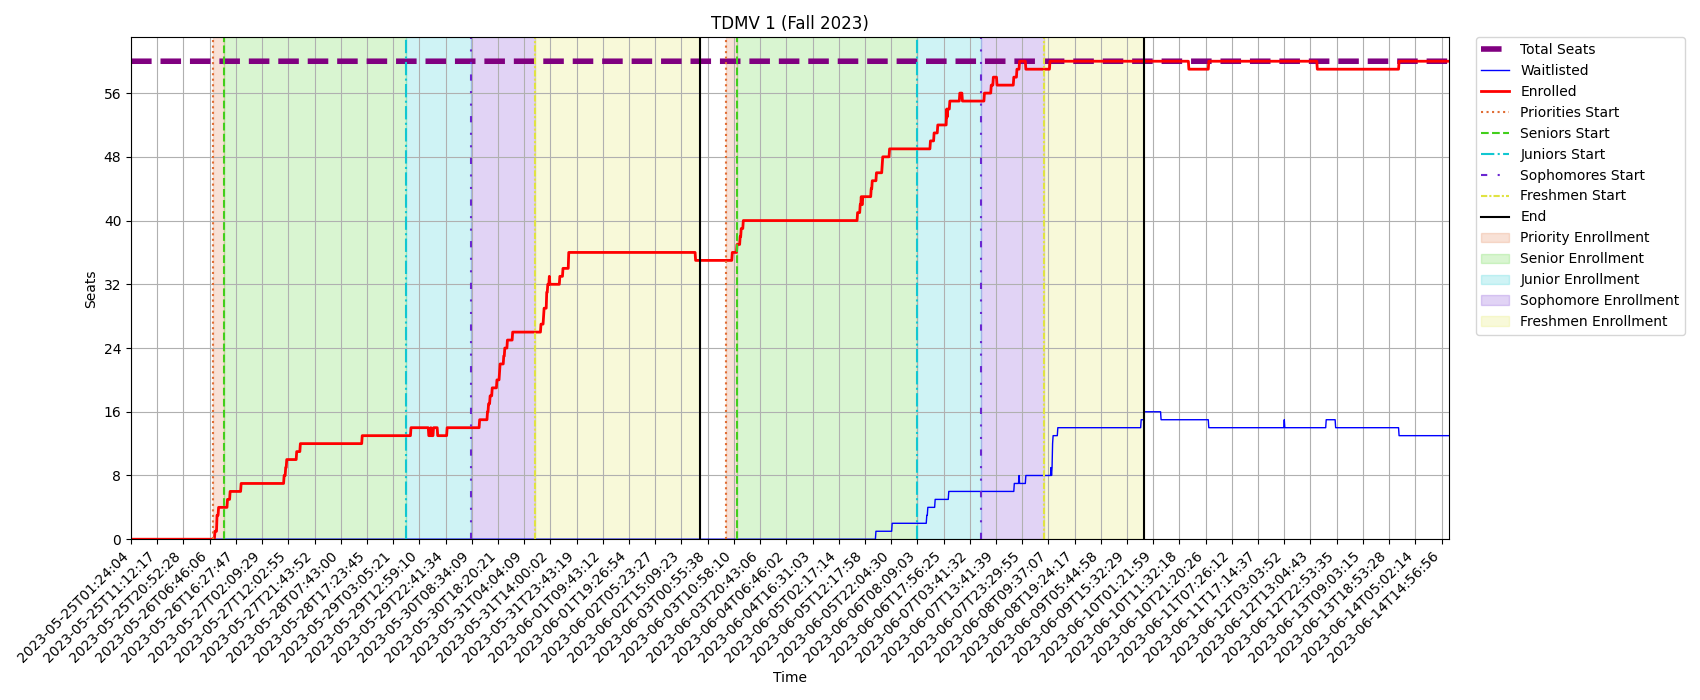 TDMV 1 (Fall 2023)
Seats
56
48
40
32
24
16
8
0
2023-05-25T01:24:04
2023-05-25T11:12:17
2023-05-25T20:52:28
2023-05-26T06:46:06
2023-05-26T16:27:47
2023-05-27T02:09:29
2023-05-27T12:02:55
2023-05-27T21:43:52
2023-05-28T07:43:00
2023-05-28T17:23:45
2023-05-29T03:05:21
2023-05-29T12:59:10
2023-05-29T22:41:34
2023-05-30T08:34:09
2023-05-30T18:20:21
2023-05-31T04:04:09
2023-05-31T14:00:02
2023-05-31T23:43:19
2023-06-01T09:43:12
2023-06-01T19:26:54
2023-06-02T05:23:27
2023-06-02T15:09:23
2023-06-03T00:55:38
2023-06-03T10:58:10
2023-06-03T20:43:06
2023-06-04T06:46:02
2023-06-04T16:31:03
2023-06-05T02:17:14
2023-06-05T12:17:58
2023-06-05T22:04:30
2023-06-06T08:09:03
2023-06-06T17:56:25
2023-06-07T03:41:32
2023-06-07T13:41:39
2023-06-07T23:29:55
2023-06-08T09:37:07
2023-06-08T19:24:17
2023-06-09T05:44:58
2023-06-09T15:32:29
2023-06-10T01:21:59
2023-06-10T11:32:18
2023-06-10T21:20:26
2023-06-11T07:26:12
2023-06-11T17:14:37
2023-06-12T03:03:52
2023-06-12T13:04:43
2023-06-12T22:53:35
2023-06-13T09:03:15
2023-06-13T18:53:28
2023-06-14T05:02:14
2023-06-14T14:56:56
Time
Total Seats
Waitlisted
Enrolled
Priorities Start
Seniors Start
Juniors Start
Sophomores Start
Freshmen Start
End
Priority Enrollment
Senior Enrollment
Junior Enrollment
Sophomore Enrollment
Freshmen Enrollment